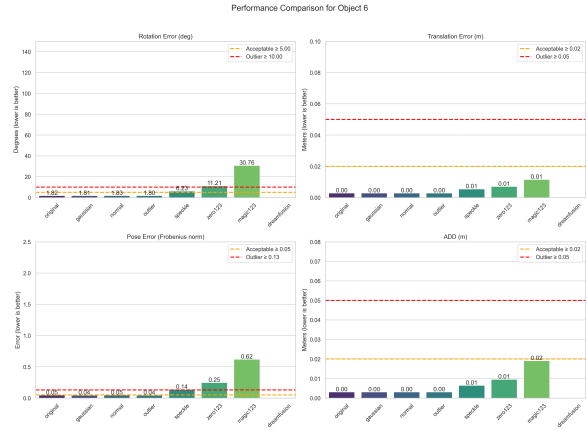 Performance Comparison for Object 6
Rotation Error (deg)
Degrees (lower is better)
140
120
100
80
60
40
20
0
Acceptable ≥ 5.00
Outlier ≥ 10.00
1.82
1.81
1.83
1.80
11.21
30.76
original
gaussian
normal
outlier
speckle
zero123
magic123
dreamfusion
Translation Error (m)
Meters (lower is better)
0.10
0.08
0.06
0.04
0.02
0.00
Acceptable ≥ 0.02
Outlier ≥ 0.05
0.00
0.00
0.00
0.00
0.01
0.01
0.01
original
gaussian
normal
outlier
speckle
zero123
magic123
dreamfusion
Pose Error (Frobenius norm)
Error (lower is better)
2.5
2.0
1.5
1.0
0.5
0.0
Acceptable ≥ 0.05
Outlier ≥ 0.13
0.05
0.04
0.05
0.04
0.14
0.25
0.62
original
gaussian
normal
outlier
speckle
zero123
magic123
dreamfusion
ADD (m)
Meters (lower is better)
0.08
0.07
0.06
0.05
0.04
0.03
0.02
0.01
0.00
Acceptable ≥ 0.02
Outlier ≥ 0.05
0.00
0.00
0.00
0.00
0.01
0.01
0.02
original
gaussian
normal
outlier
speckle
zero123
magic123
dreamfusion